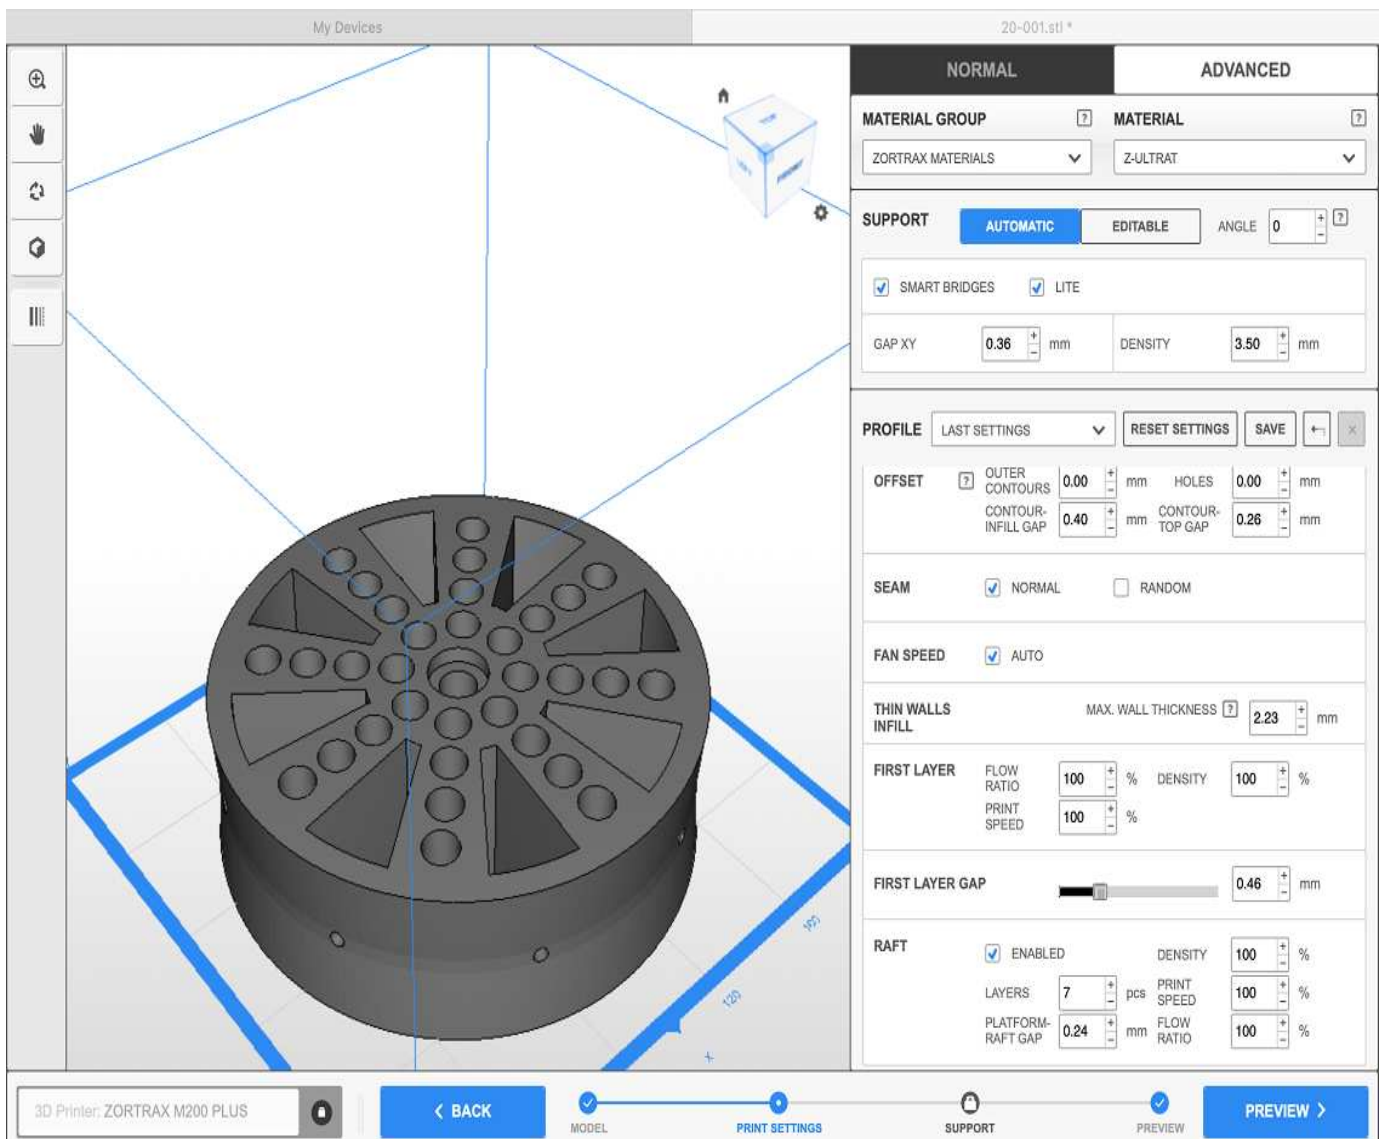 My Devices
20-001.stl *
NORMAL
ADVANCED
MATERIAL GROUP ?
MATERIAL ?
ZORTRAX MATERIALS
Z-ULTRAT
SUPPORT AUTOMATIC EDITABLE ANGLE 0 + - ?
SMART BRIDGES LITE
GAP XY 0.36 + - mm DENSITY 3.50 + - mm
PROFILE LAST SETTINGS RESET SETTINGS SAVE
OFFSET ? OUTER CONTOURS 0.00 + - mm HOLES 0.00 + - mm
CONTOUR-INFILL GAP 0.40 + - mm CONTOUR-TOP GAP 0.26 + - mm
SEAM NORMAL RANDOM
FAN SPEED AUTO
THIN WALLS INFILL MAX. WALL THICKNESS ? 2.23 + - mm
FIRST LAYER FLOW RATIO 100 + - % DENSITY 100 + - %
PRINT SPEED 100 + - %
FIRST LAYER GAP 0.46 + - mm
RAFT ENABLED DENSITY 100 + - %
LAYERS 7 + - pcs PRINT SPEED 100 + - %
PLATFORM-RAFT GAP 0.24 + - mm FLOW RATIO 100 + - %
TOP
FRONT
120
X
3D Printer: ZORTRAX M200 PLUS
< BACK
MODEL
PRINT SETTINGS
SUPPORT
PREVIEW
PREVIEW >